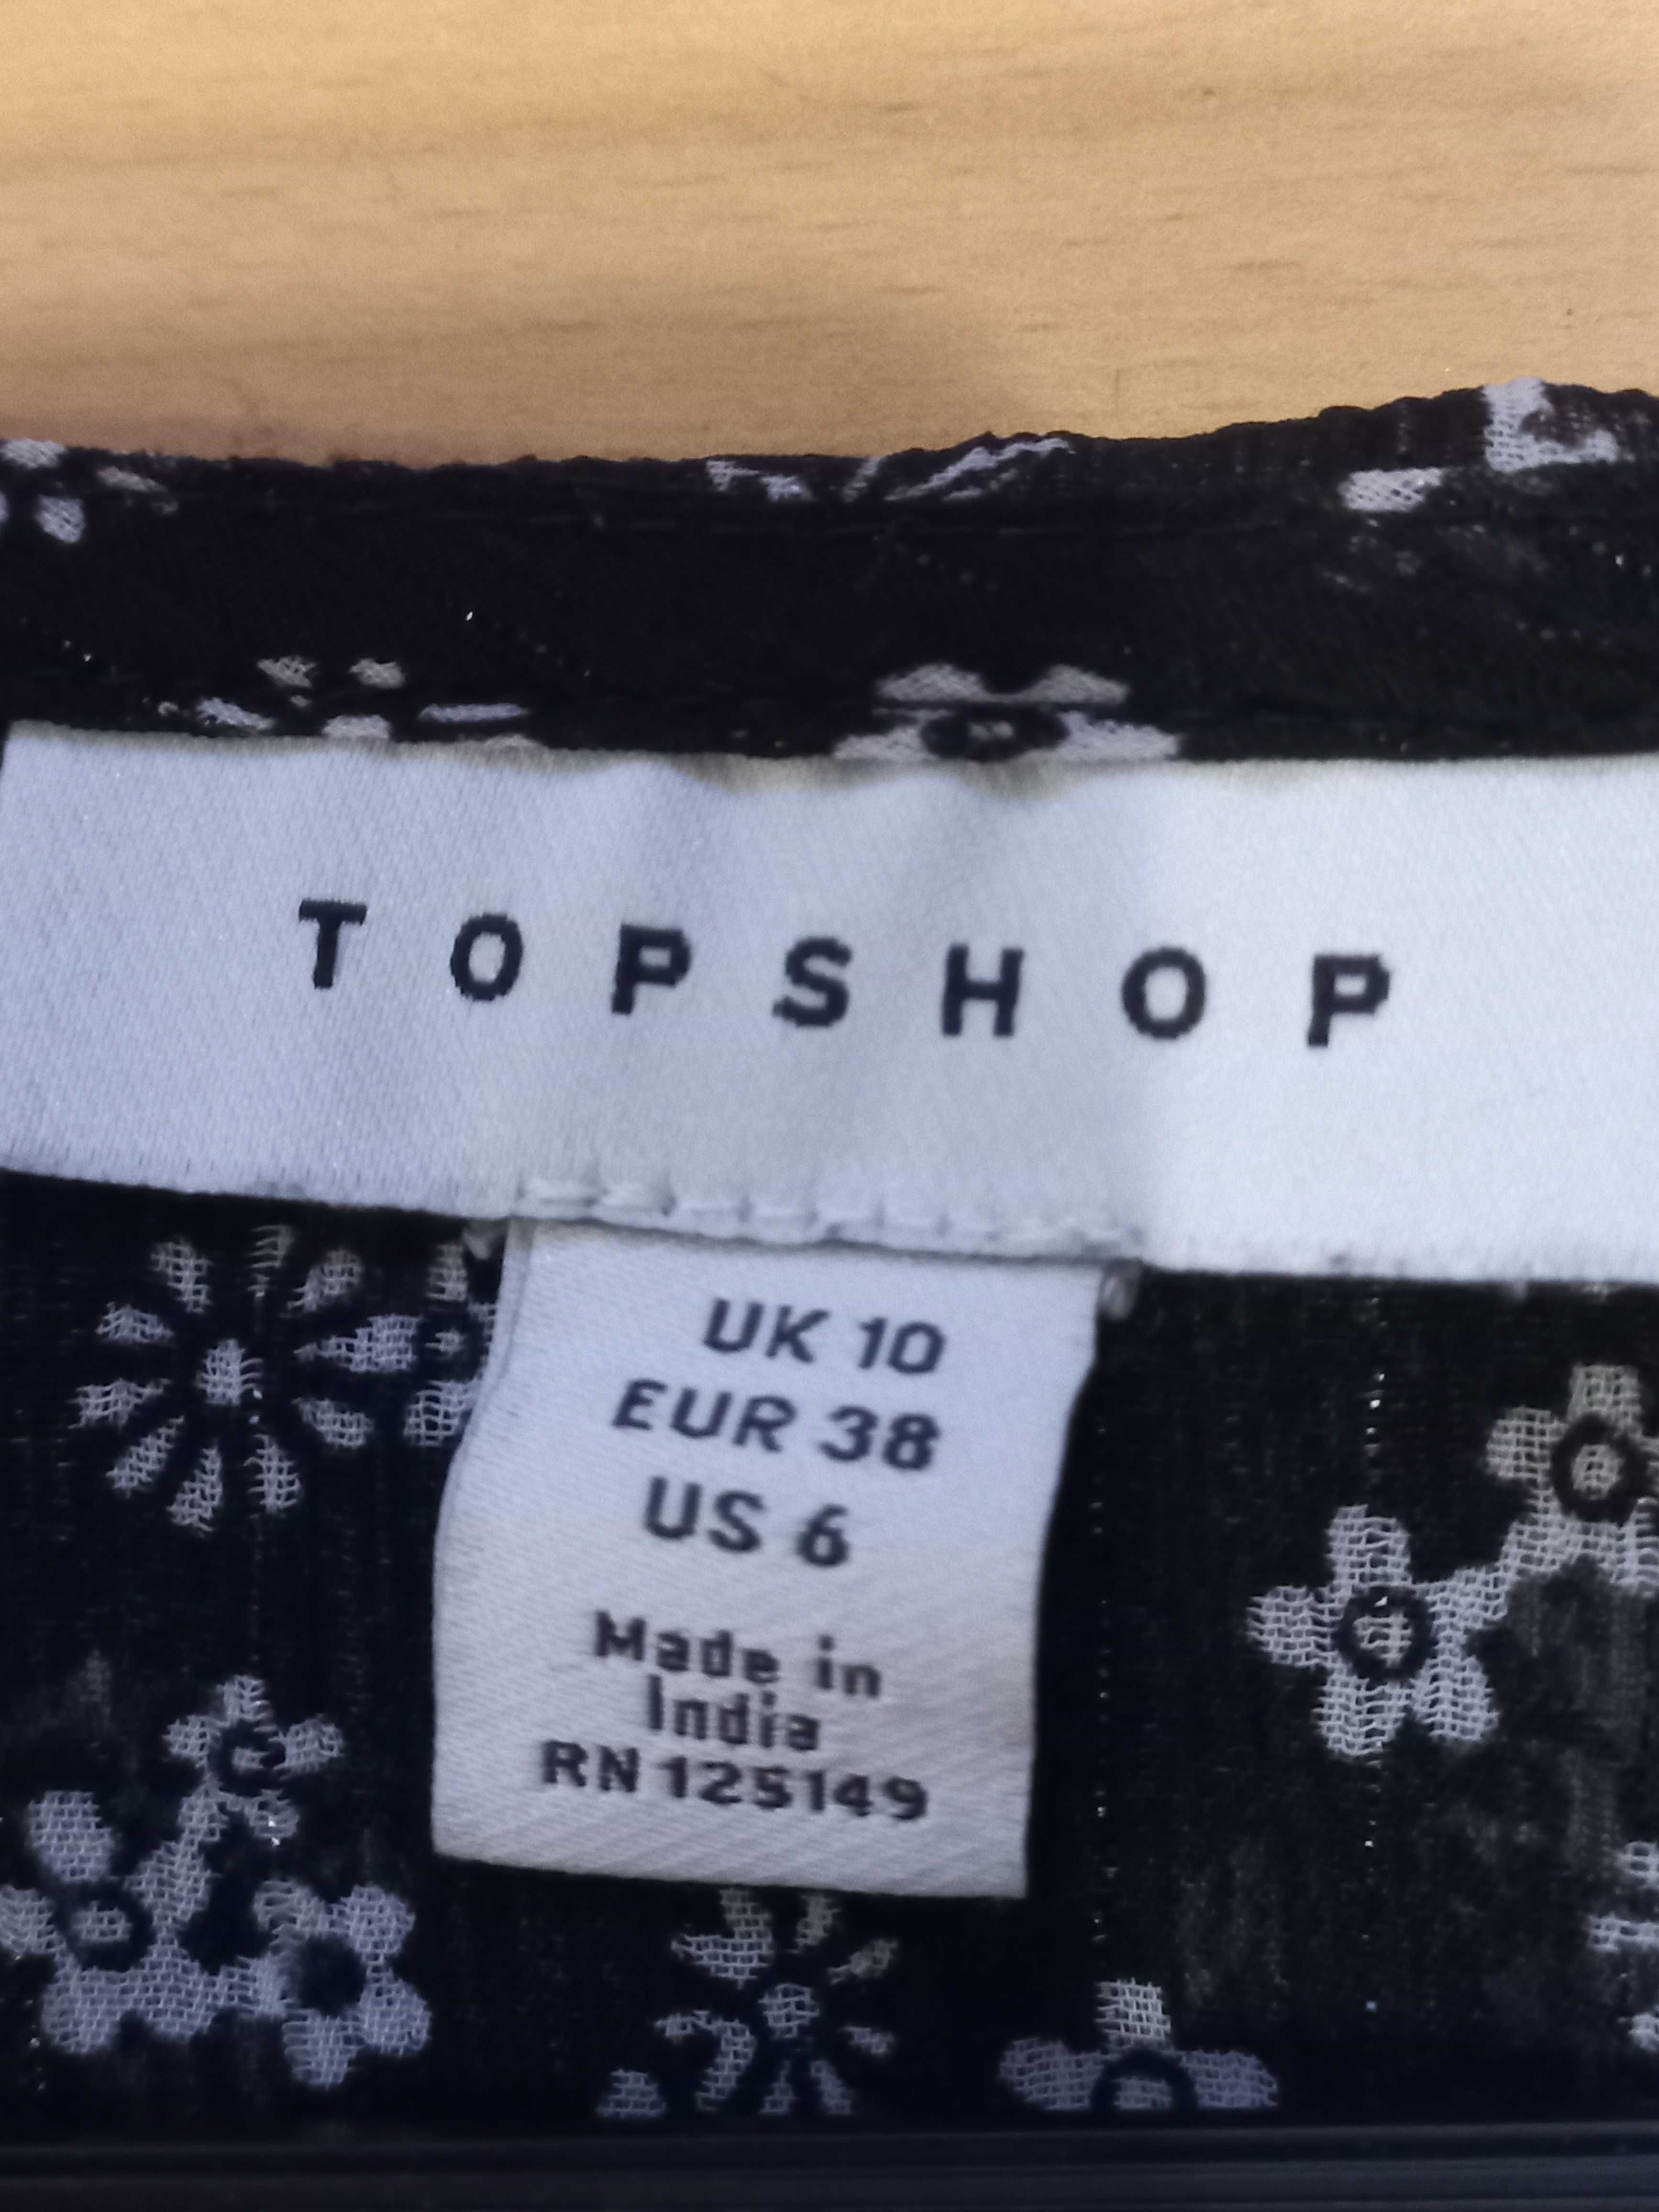 TOPSHOP
UK 10
EUR 38
US 6
Made in
India
RN 125149